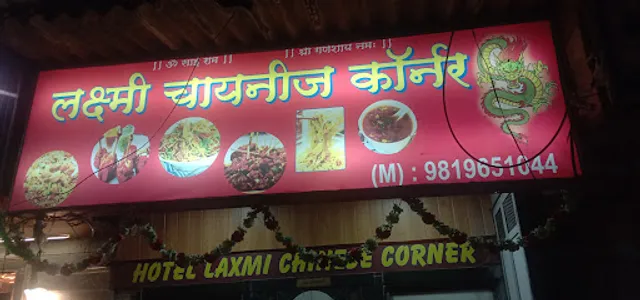 || ॐ साई राम || || श्री गणेशाय नमः ||
लक्ष्मी चायनीज कॉर्नर
(M) : 9819651044
HOTEL LAXMI CHINESE CORNER